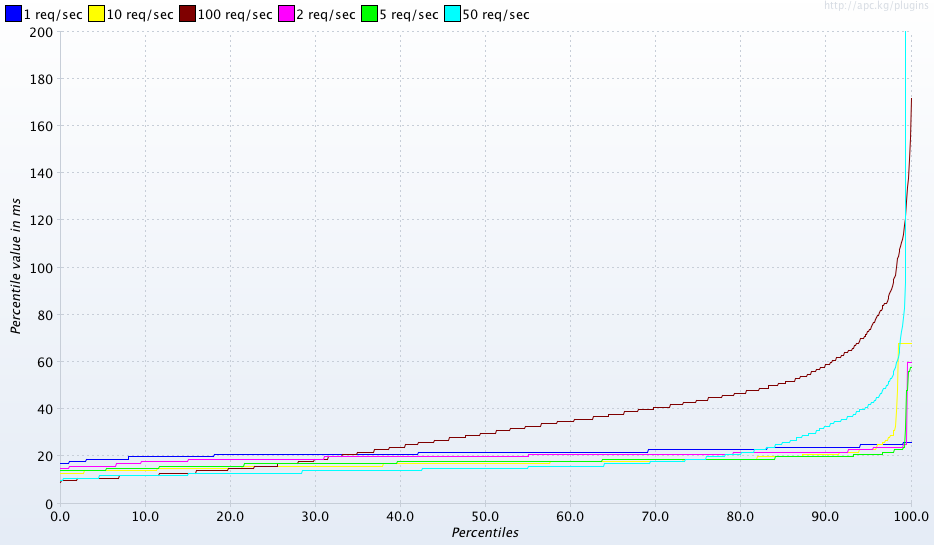 http://apc.kg/plugins
1 req/sec 10 req/sec 100 req/sec 2 req/sec 5 req/sec 50 req/sec
200
180
160
140
120
100
80
60
40
20
0
Percentile value in ms
0.0 10.0 20.0 30.0 40.0 50.0 60.0 70.0 80.0 90.0 100.0
Percentiles